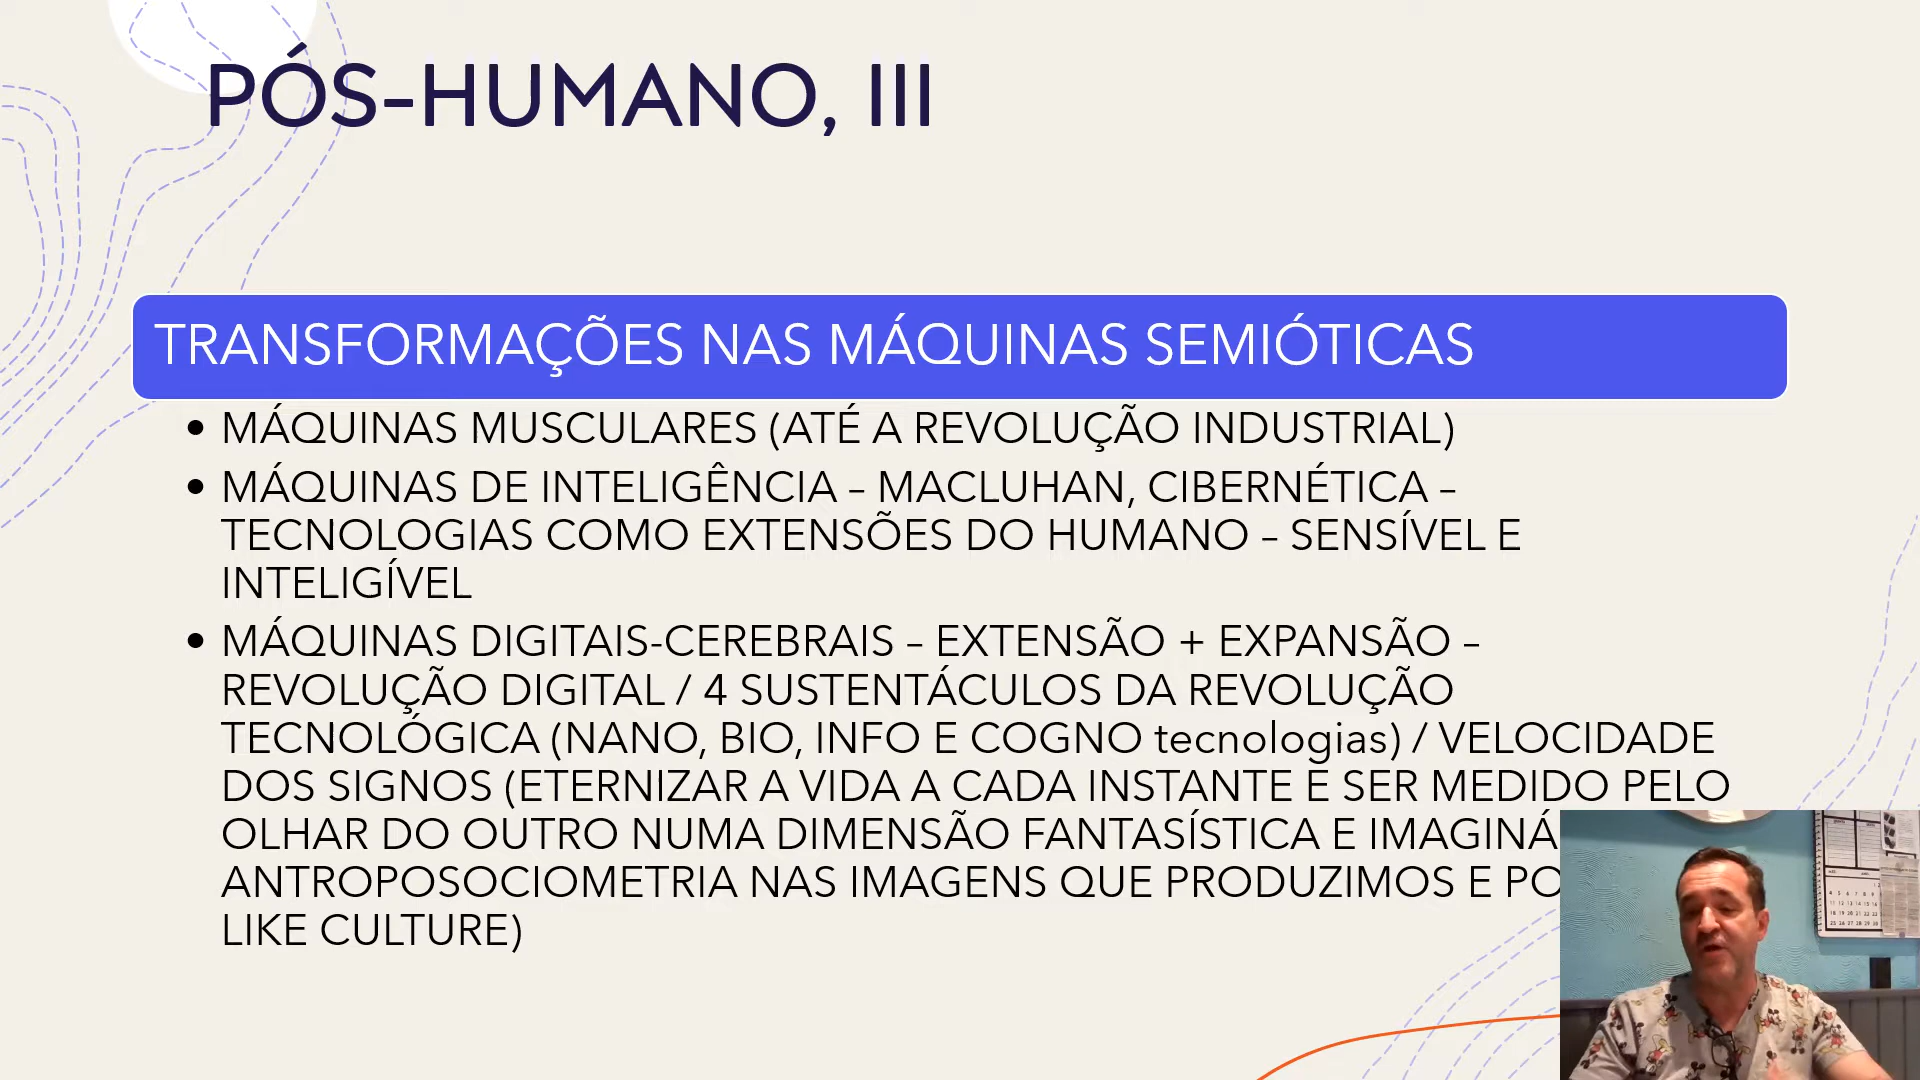 PÓS-HUMANO, III
TRANSFORMAÇÕES NAS MÁQUINAS SEMIÓTICAS
• MÁQUINAS MUSCULARES (ATÉ A REVOLUÇÃO INDUSTRIAL)
• MÁQUINAS DE INTELIGÊNCIA – MACLUHAN, CIBERNÉTICA –
TECNOLOGIAS COMO EXTENSÕES DO HUMANO – SENSÍVEL E
INTELIGÍVEL
• MÁQUINAS DIGITAIS-CEREBRAIS – EXTENSÃO + EXPANSÃO –
REVOLUÇÃO DIGITAL / 4 SUSTENTÁCULOS DA REVOLUÇÃO
TECNOLÓGICA (NANO, BIO, INFO E COGNO tecnologias) / VELOCIDADE
DOS SIGNOS (ETERNIZAR A VIDA A CADA INSTANTE E SER MEDIDO PELO
OLHAR DO OUTRO NUMA DIMENSÃO FANTASÍSTICA E
ANTROPOSOCIOMETRIA NAS IMAGENS QUE PRODUZIMOS E
LIKE CULTURE)